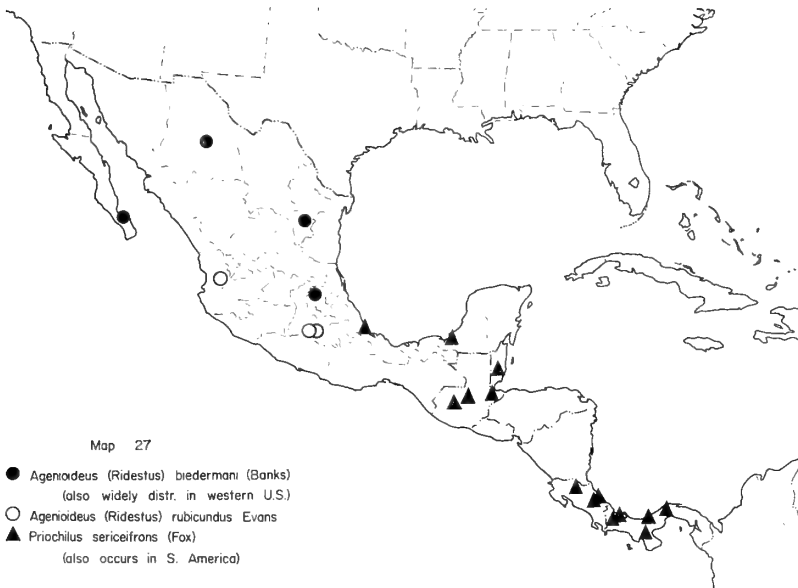 Map 27
● Agenioideus (Ridestus) biedermani (Banks)
(also widely distr. in western U.S.)
○ Agenioideus (Ridestus) rubicundus Evans
▲ Priochilus sericeifrons (Fox)
(also occurs in S. America)